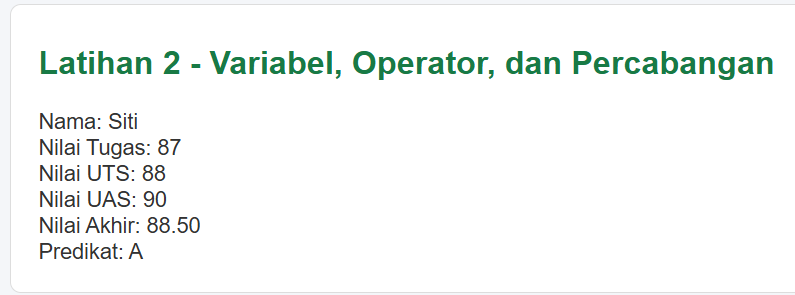 Latihan 2 - Variabel, Operator, dan Percabangan
Nama: Siti
Nilai Tugas: 87
Nilai UTS: 88
Nilai UAS: 90
Nilai Akhir: 88.50
Predikat: A